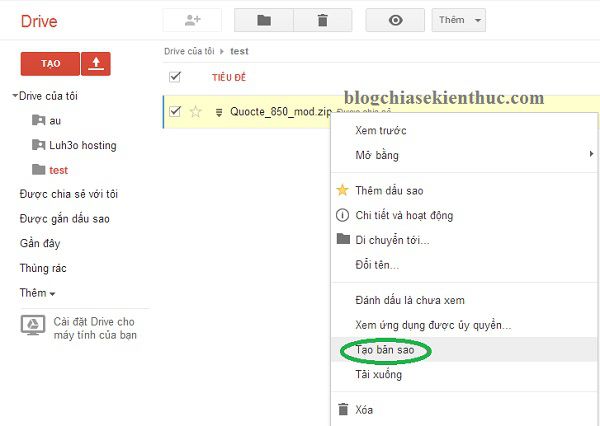 Drive
Thêm
TẠO
Drive của tôi
au
Luh3o hosting
test
Được chia sẻ với tôi
Được gắn dấu sao
Gần đây
Thùng rác
Thêm
Cài đặt Drive cho
máy tính của bạn
Drive của tôi test
TIÊU ĐỀ
blogchiasekienthuc.com
Quocte_850_mod.zip Được chia sẻ
Xem trước
Mở bằng
Thêm dấu sao
Chi tiết và hoạt động
Di chuyển tới...
Đổi tên...
Đánh dấu là chưa xem
Xem ứng dụng được ủy quyền...
Tạo bản sao
Tải xuống
Xóa